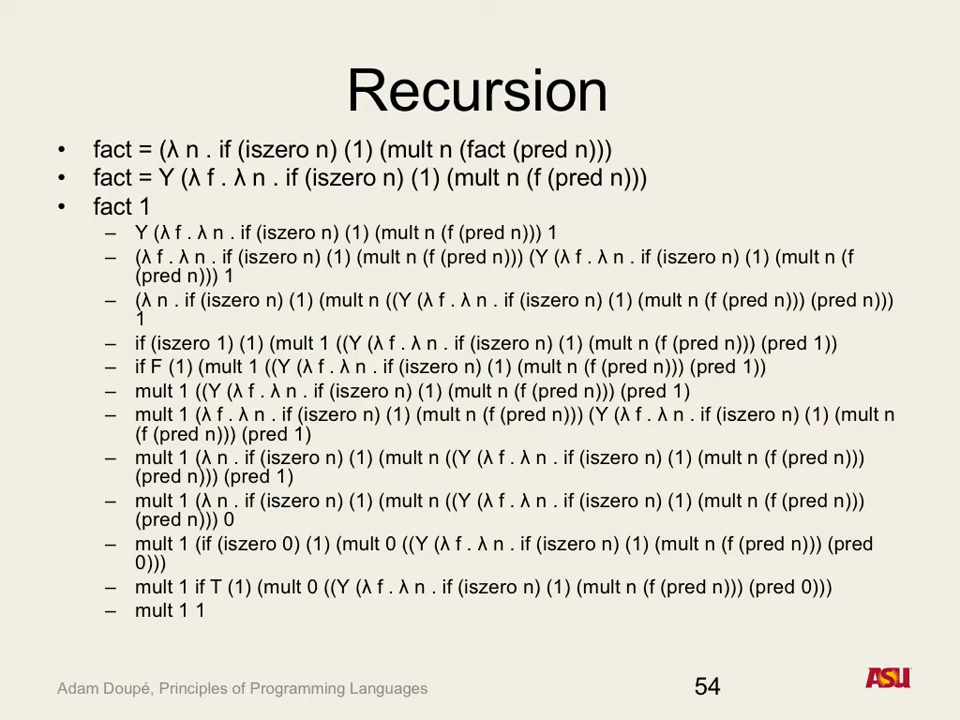 Recursion
• fact = (λ n . if (iszero n) (1) (mult n (fact (pred n)))
• fact = Y (λ f . λ n . if (iszero n) (1) (mult n (f (pred n)))
• fact 1
– Y (λ f . λ n . if (iszero n) (1) (mult n (f (pred n))) 1
– (λ f . λ n . if (iszero n) (1) (mult n (f (pred n))) (Y (λ f . λ n . if (iszero n) (1) (mult n (f
(pred n))) 1
– (λ n . if (iszero n) (1) (mult n ((Y (λ f . λ n . if (iszero n) (1) (mult n (f (pred n))) (pred n)))
1
– if (iszero 1) (1) (mult 1 ((Y (λ f . λ n . if (iszero n) (1) (mult n (f (pred n))) (pred 1))
– if F (1) (mult 1 ((Y (λ f . λ n . if (iszero n) (1) (mult n (f (pred n))) (pred 1))
– mult 1 ((Y (λ f . λ n . if (iszero n) (1) (mult n (f (pred n))) (pred 1)
– mult 1 (λ f . λ n . if (iszero n) (1) (mult n (f (pred n))) (Y (λ f . λ n . if (iszero n) (1) (mult n
(f (pred n))) (pred 1)
– mult 1 (λ n . if (iszero n) (1) (mult n ((Y (λ f . λ n . if (iszero n) (1) (mult n (f (pred n)))
(pred n))) (pred 1)
– mult 1 (λ n . if (iszero n) (1) (mult n ((Y (λ f . λ n . if (iszero n) (1) (mult n (f (pred n)))
(pred n))) 0
– mult 1 (if (iszero 0) (1) (mult 0 ((Y (λ f . λ n . if (iszero n) (1) (mult n (f (pred n))) (pred
0)))
– mult 1 if T (1) (mult 0 ((Y (λ f . λ n . if (iszero n) (1) (mult n (f (pred n))) (pred 0)))
– mult 1 1
Adam Doupé, Principles of Programming Languages
54
ASU